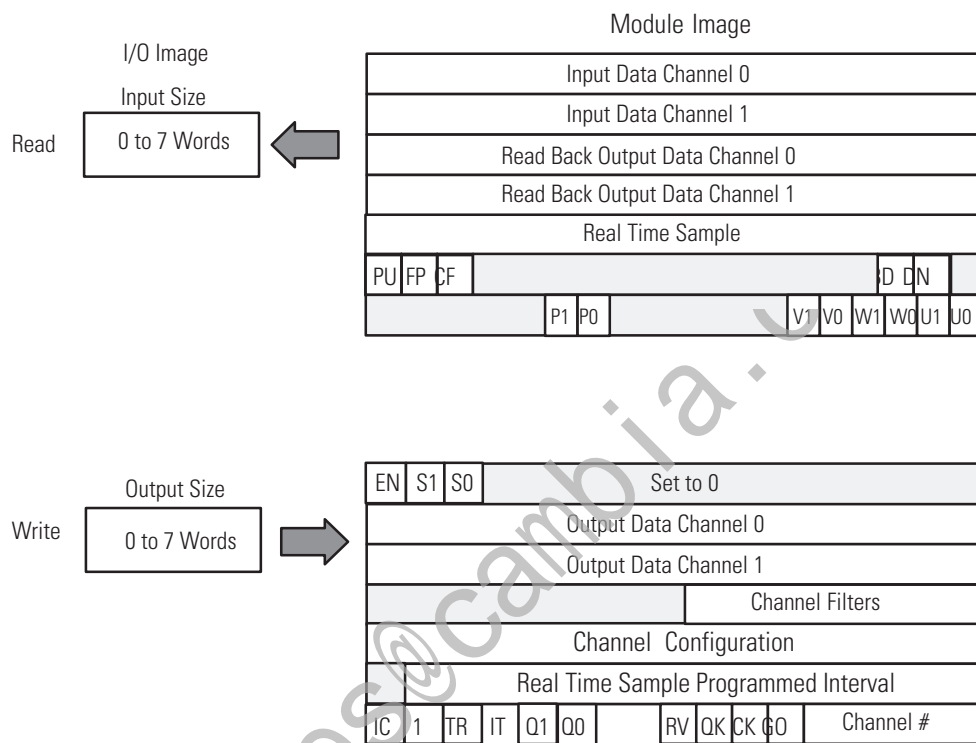 Module Image
I/O Image
Input Size
Read
0 to 7 Words
Input Data Channel 0
Input Data Channel 1
Read Back Output Data Channel 0
Read Back Output Data Channel 1
Real Time Sample
PU FP CF DN
P1 P0 V1 V0 W1 W0 U1 U0
Output Size
Write
0 to 7 Words
EN S1 S0 Set to 0
Output Data Channel 0
Output Data Channel 1
Channel Filters
Channel Configuration
Real Time Sample Programmed Interval
IC 1 TR IT Q1 Q0 RV QK CK GO Channel #